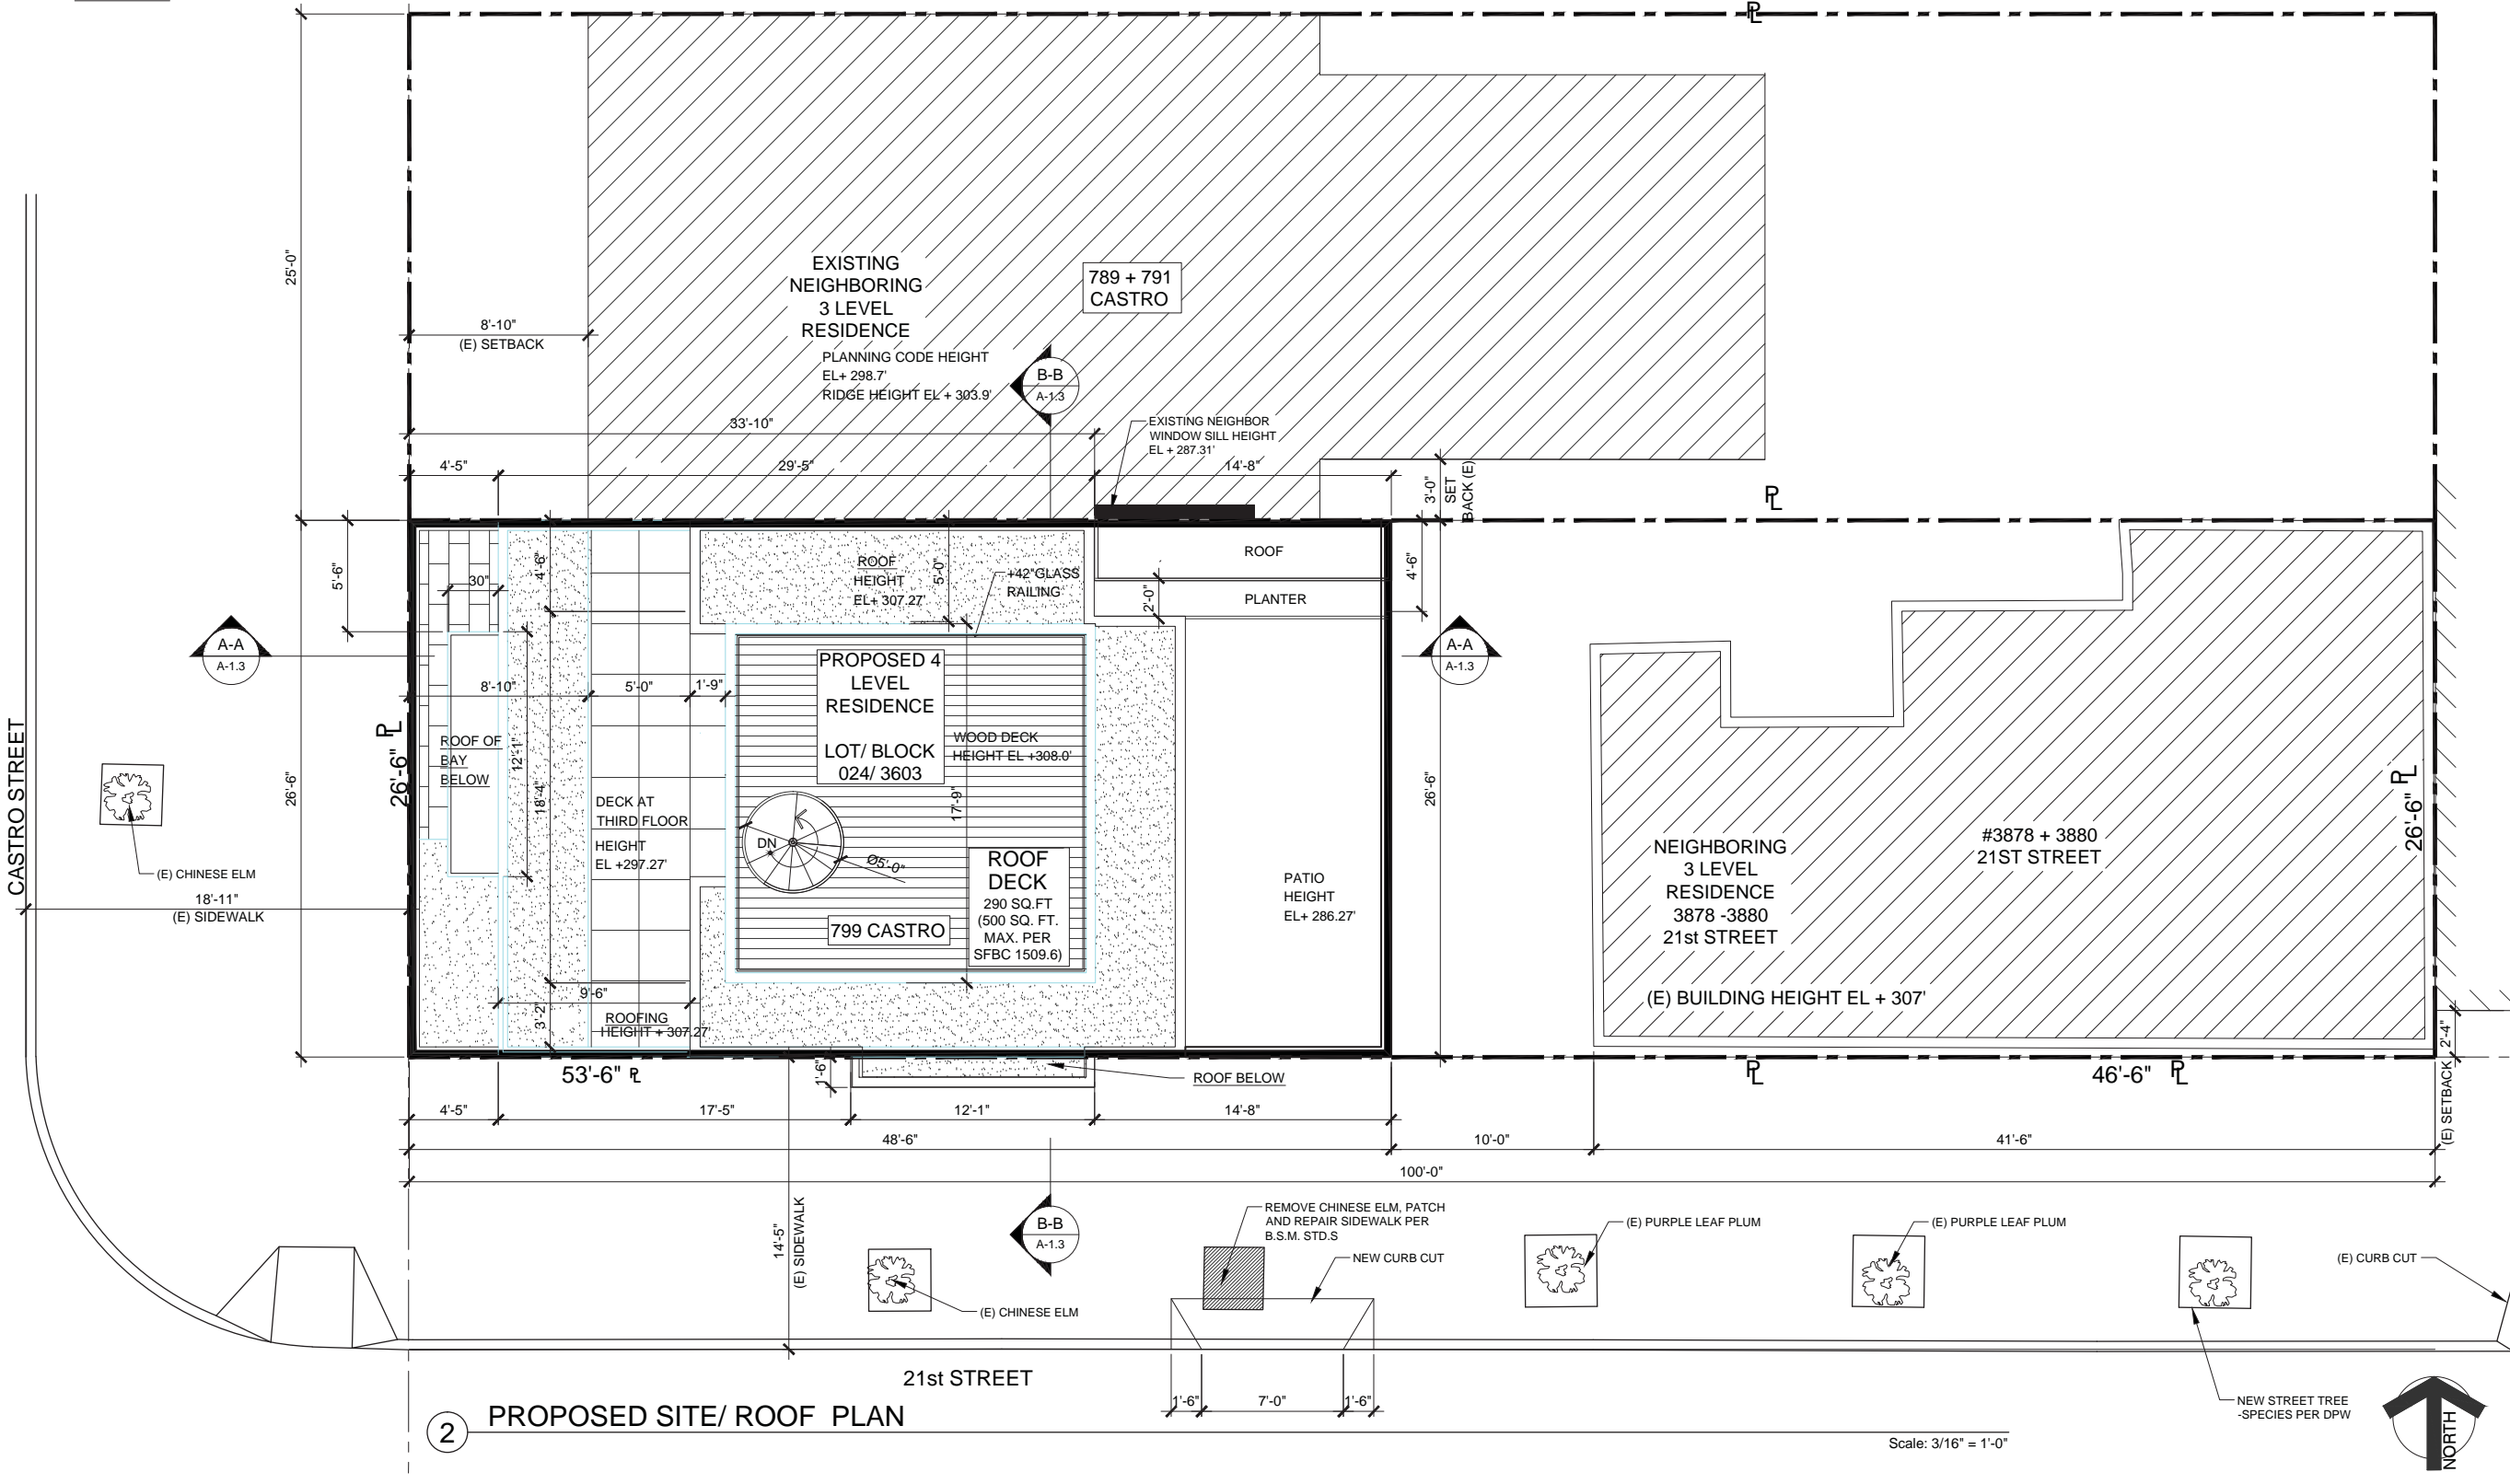 PL
25'-0"
EXISTING
NEIGHBORING
3 LEVEL
RESIDENCE
789 + 791
CASTRO
8'-10"
(E) SETBACK
PLANNING CODE HEIGHT
EL+ 298.7'
RIDGE HEIGHT EL + 303.9'
B-B
A-1.3
33'-10"
EXISTING NEIGHBOR
WINDOW SILL HEIGHT
EL + 287.31'
4'-5"
29'-5"
14'-8"
3'-0"
SET
BACK (E)
PL
5'-6"
30"
4'-6"
ROOF
HEIGHT
EL+ 307.27'
5'-0"
+42"GLASS
RAILING
ROOF
2'-0"
PLANTER
4'-6"
A-A
A-1.3
A-A
A-1.3
PROPOSED 4
LEVEL
RESIDENCE
LOT/ BLOCK
024/ 3603
8'-10"
5'-0"
1'-9"
CASTRO STREET
26'-6" PL
26'-6"
ROOF OF
BAY
BELOW
12'-1"
18'-4"
WOOD DECK
HEIGHT EL +308.0'
17'-9"
DECK AT
THIRD FLOOR
HEIGHT
EL +297.27'
DN
Ø5'-0"
ROOF
DECK
290 SQ.FT
(500 SQ. FT.
MAX. PER
SFBC 1509.6)
799 CASTRO
PATIO
HEIGHT
EL+ 286.27'
26'-6"
NEIGHBORING
3 LEVEL
RESIDENCE
3878 -3880
21st STREET
#3878 + 3880
21ST STREET
26'-6" PL
(E) BUILDING HEIGHT EL + 307'
(E) CHINESE ELM
18'-11"
(E) SIDEWALK
9'-6"
3'-2"
ROOFING
HEIGHT + 307.27'
2'-4"
(E) SETBACK
53'-6" PL
1'-6"
ROOF BELOW
PL
46'-6" PL
4'-5"
17'-5"
12'-1"
14'-8"
48'-6"
10'-0"
41'-6"
100'-0"
14'-5"
(E) SIDEWALK
B-B
A-1.3
REMOVE CHINESE ELM, PATCH
AND REPAIR SIDEWALK PER
B.S.M. STD.S
NEW CURB CUT
(E) PURPLE LEAF PLUM
(E) PURPLE LEAF PLUM
(E) CURB CUT
(E) CHINESE ELM
21st STREET
1'-6"
7'-0"
1'-6"
NEW STREET TREE
-SPECIES PER DPW
NORTH
2
PROPOSED SITE/ ROOF PLAN
Scale: 3/16" = 1'-0"